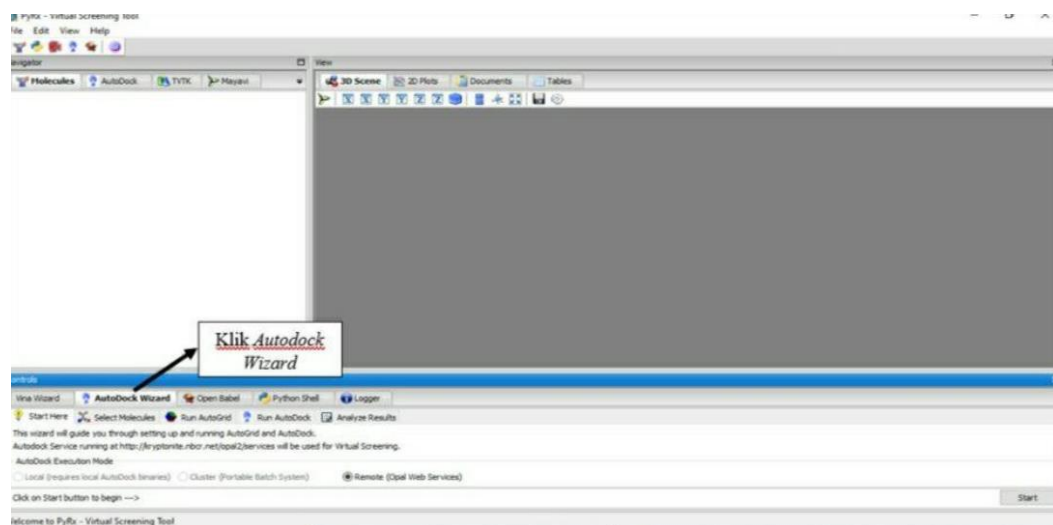 PyRx - Virtual Screening Tool
File Edit View Help
Navigator
View
Molecules AutoDock TVTK Mayavi
3D Scene 2D Plots Documents Tables
X X Y Y Z Z
Klik Autodock
Wizard
Controls
Vina Wizard AutoDock Wizard Open Babel Python Shell Logger
Start Here Select Molecules Run AutoGrid Run AutoDock Analyze Results
This wizard will guide you through setting up and running AutoGrid and AutoDock.
Autodock Service running at http://kryptonite.nbcr.net/opal2/services will be used for Virtual Screening.
AutoDock Execution Mode
Local (requires local AutoDock binaries) Cluster (Portable Batch System) Remote (Opal Web Services)
Click on Start button to begin --->
Start
Welcome to PyRx - Virtual Screening Tool